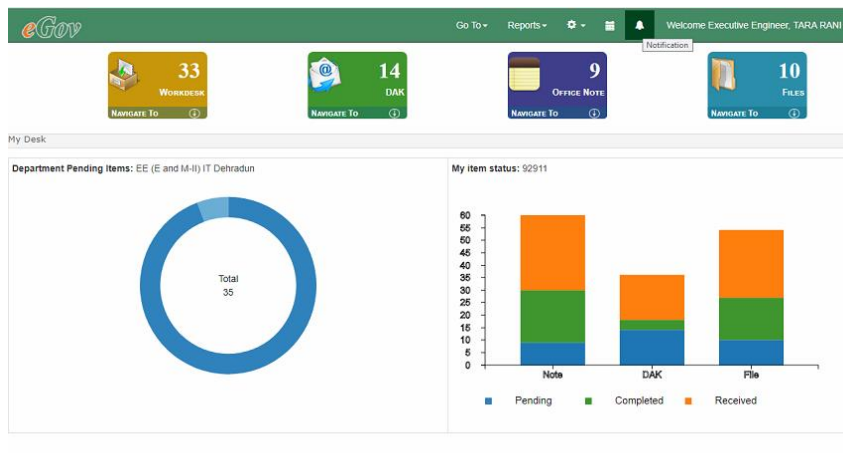 eGov Go To Reports Welcome Executive Engineer, TARA RANI
Notification
33 14 9 10
Workdesk DAK Office Note Files
Navigate To Navigate To Navigate To Navigate To
My Desk
Department Pending Items: EE (E and M-II) IT Dehradun
Total
35
My item status: 92911
60
55
50
45
40
35
30
25
20
15
10
5
0
Note DAK File
Pending Completed Received